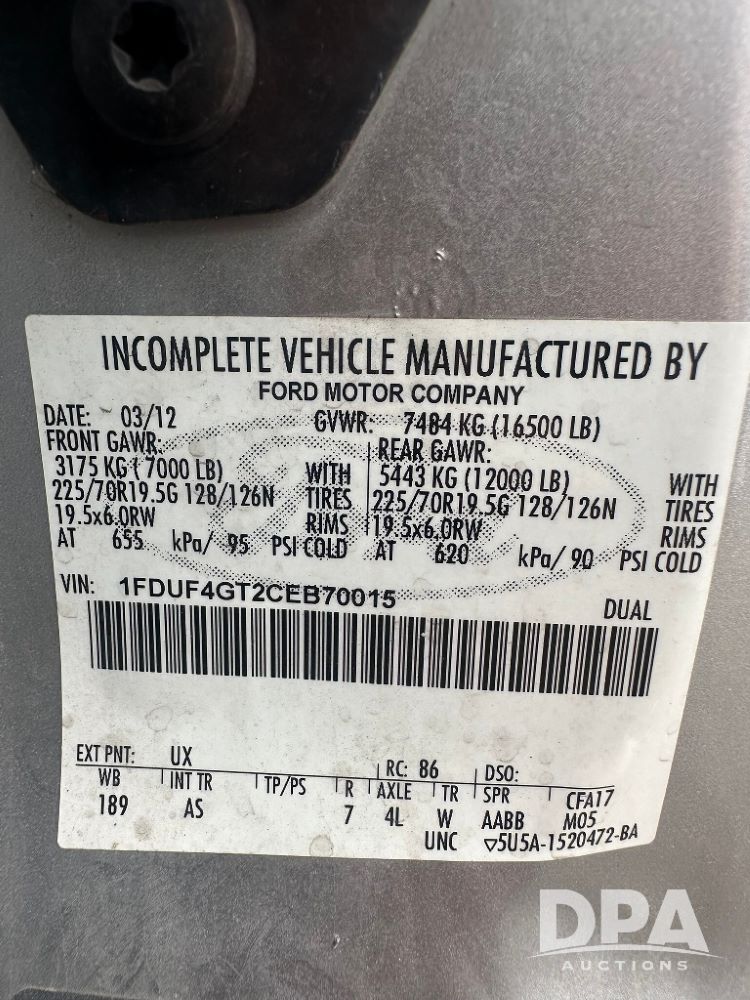 INCOMPLETE VEHICLE MANUFACTURED BY
FORD MOTOR COMPANY
DATE: 03/12 GVWR: 7484 KG (16500 LB)
FRONT GAWR: REAR GAWR:
3175 KG (7000 LB) WITH 5443 KG (12000 LB) WITH
225/70R19.5G 128/126N TIRES 225/70R19.5G 128/126N TIRES
19.5x6.0RW RIMS 19.5x6.0RW RIMS
AT 655 kPa/ 95 PSI COLD AT 620 kPa/ 90 PSI COLD
VIN: 1FDUF4GT2CEB70015
DUAL
EXT PNT: UX RC: 86 DSO:
WB INT TR TP/PS R AXLE TR SPR CFA17
189 AS 7 4L W AABB M05
UNC ▽5U5A-1520472-BA
DPA
AUCTIONS